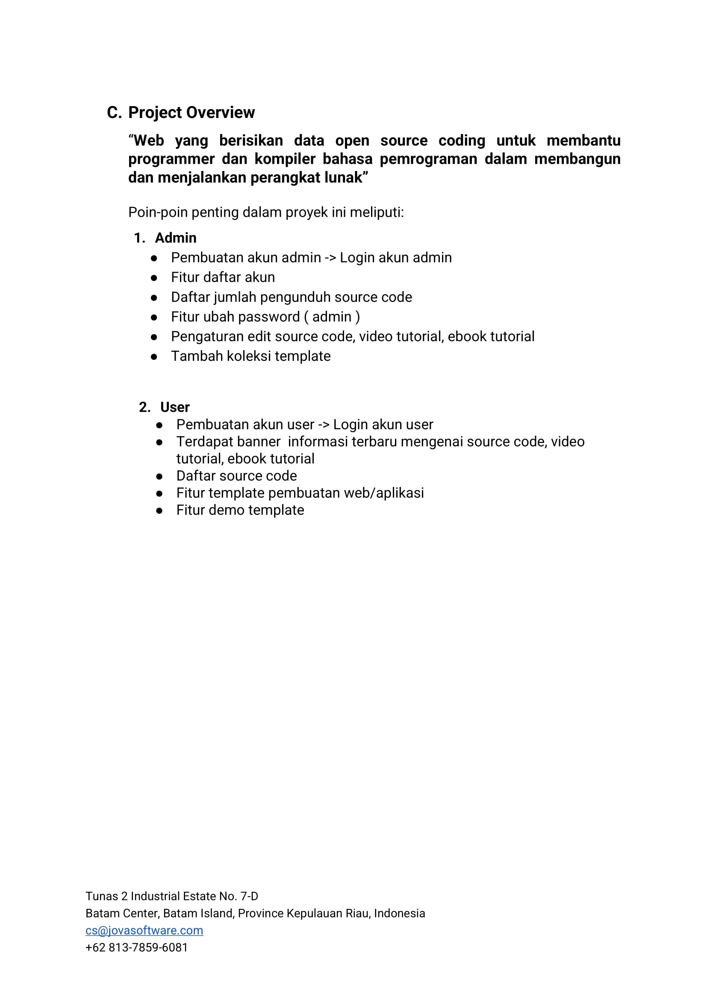 C. Project Overview
“Web yang berisikan data open source coding untuk membantu
programmer dan kompiler bahasa pemrograman dalam membangun
dan menjalankan perangkat lunak”
Poin-poin penting dalam proyek ini meliputi:
1. Admin
● Pembuatan akun admin -> Login akun admin
● Fitur daftar akun
● Daftar jumlah pengunduh source code
● Fitur ubah password ( admin )
● Pengaturan edit source code, video tutorial, ebook tutorial
● Tambah koleksi template
2. User
● Pembuatan akun user -> Login akun user
● Terdapat banner  informasi terbaru mengenai source code, video
tutorial, ebook tutorial
● Daftar source code
● Fitur template pembuatan web/aplikasi
● Fitur demo template
Tunas 2 Industrial Estate No. 7-D
Batam Center, Batam Island, Province Kepulauan Riau, Indonesia
cs@jovasoftware.com
+62 813-7859-6081